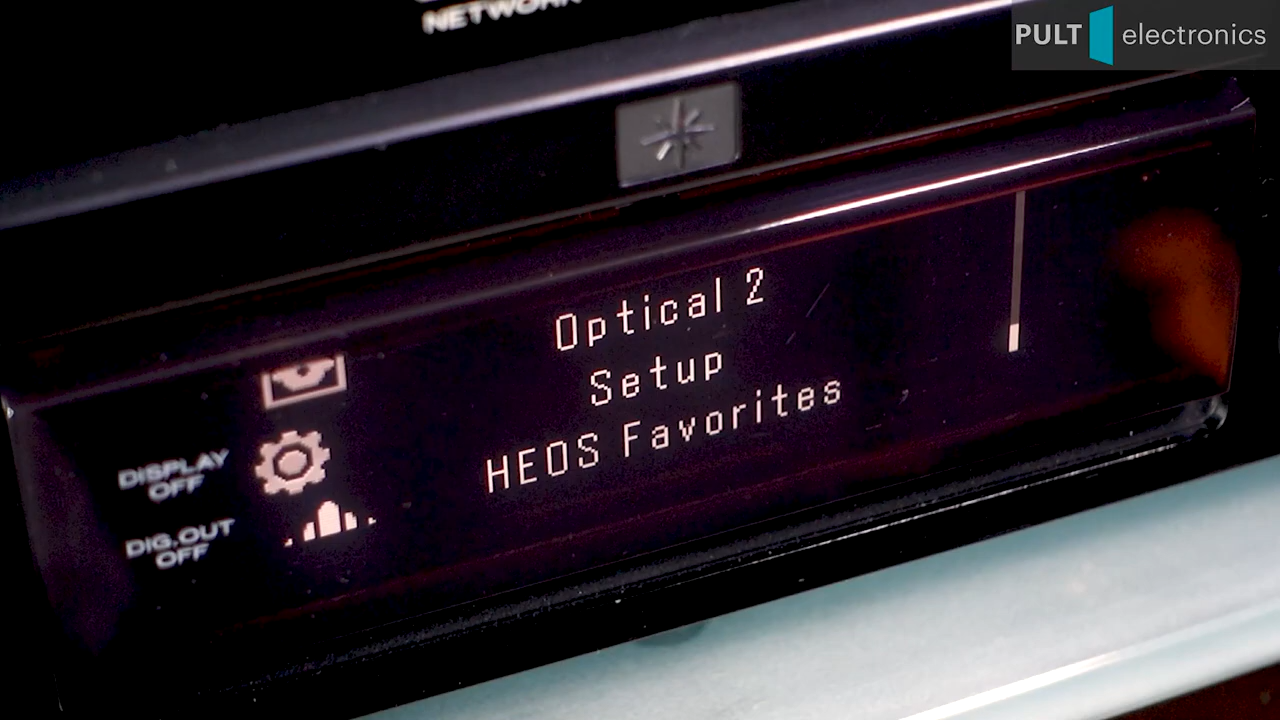 NETWORK
PULT electronics
Optical 2
Setup
HEOS Favorites
DISPLAY
OFF
DIG.OUT
OFF